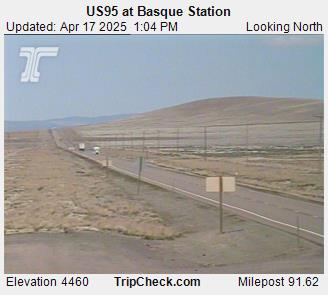 US95 at Basque Station
Updated: Apr 17 2025 1:04 PM Looking North
Elevation 4460 TripCheck.com Milepost 91.62